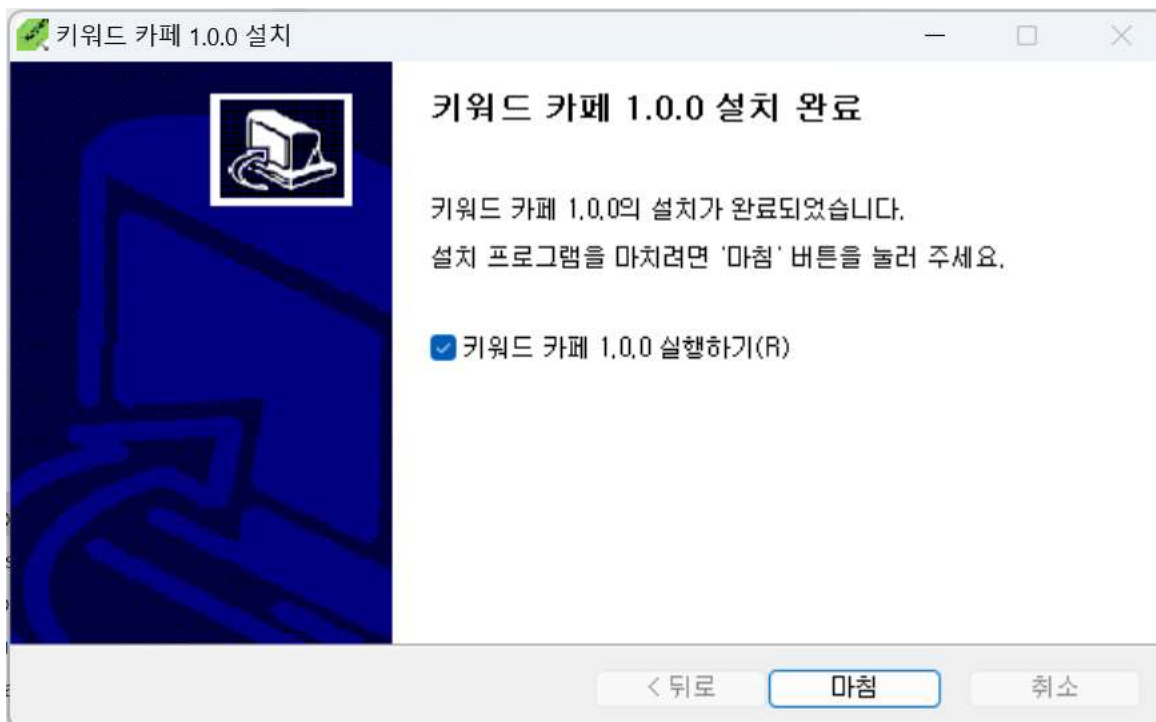 키워드 카페 1.0.0 설치
키워드 카페 1.0.0 설치 완료
키워드 카페 1.0.0의 설치가 완료되었습니다.
설치 프로그램을 마치려면 '마침' 버튼을 눌러 주세요.
키워드 카페 1.0.0 실행하기(R)
< 뒤로
마침
취소